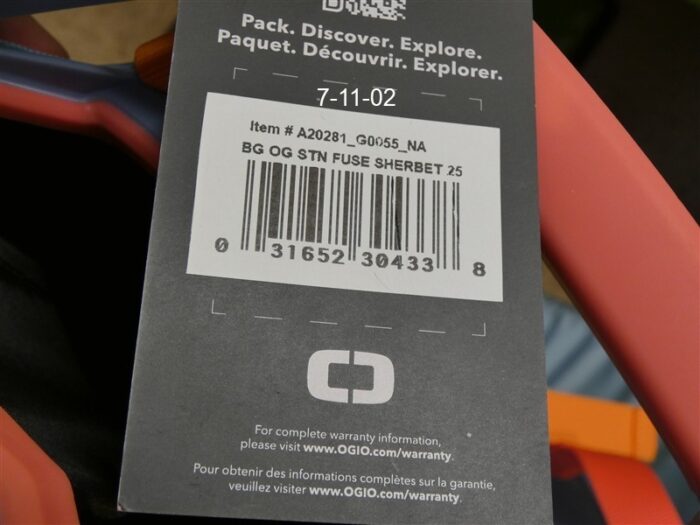 Pack. Discover. Explore.
Paquet. Découvrir. Explorer.
7-11-02
Item # A20281_G0055_NA
BG OG STN FUSE SHERBET 25
0 31652 30433 8
For complete warranty information,
please visit www.OGIO.com/warranty.
Pour obtenir des informations complètes sur la garantie,
veuillez visiter www.OGIO.com/warranty.